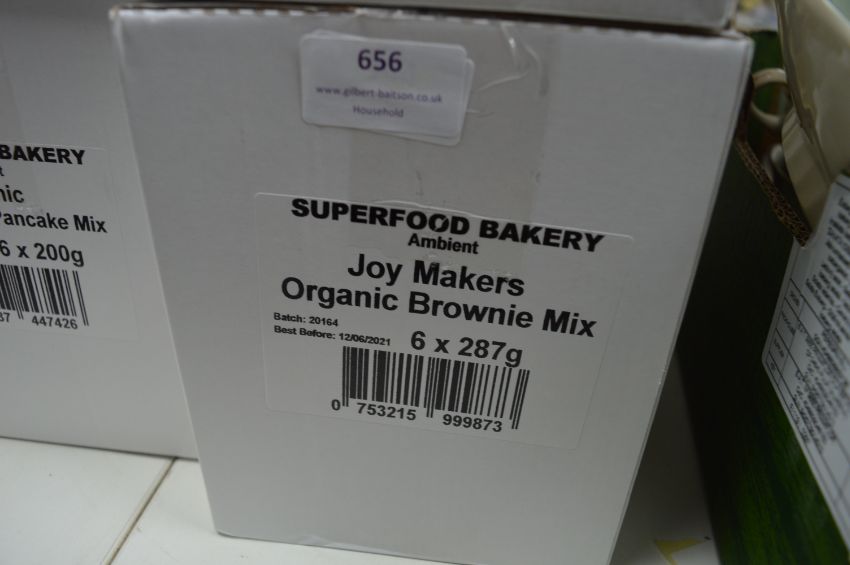 656
www.gilbert-baitson.co.uk
Household
BAKERY
nic
Pancake Mix
6 x 200g
447426
SUPERFOOD BAKERY
Ambient
Joy Makers
Organic Brownie Mix
Batch: 20164
Best Before: 12/06/2021
6 x 287g
0 753215 999873